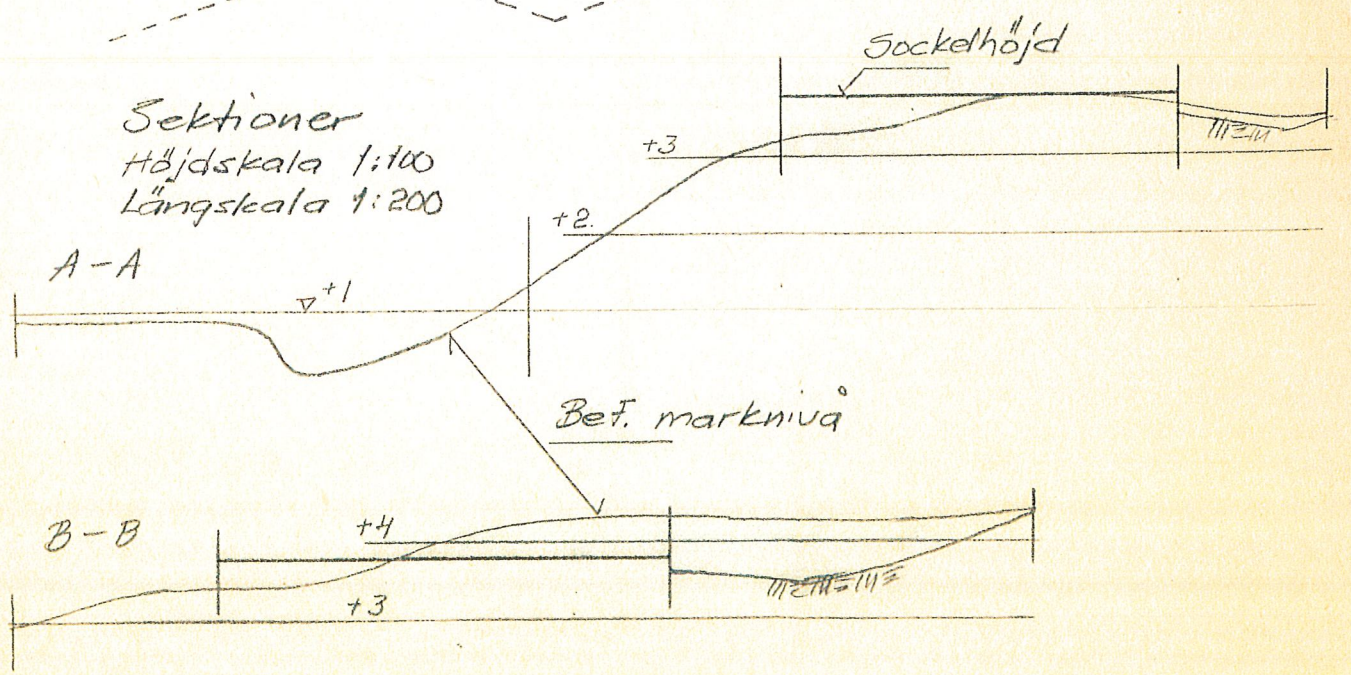 Sockelhöjd
Sektioner
Höjdskala 1:100
Längskala 1:200
+3
+2.
A-A
+1
Bef. marknivå
B-B
+4
+3